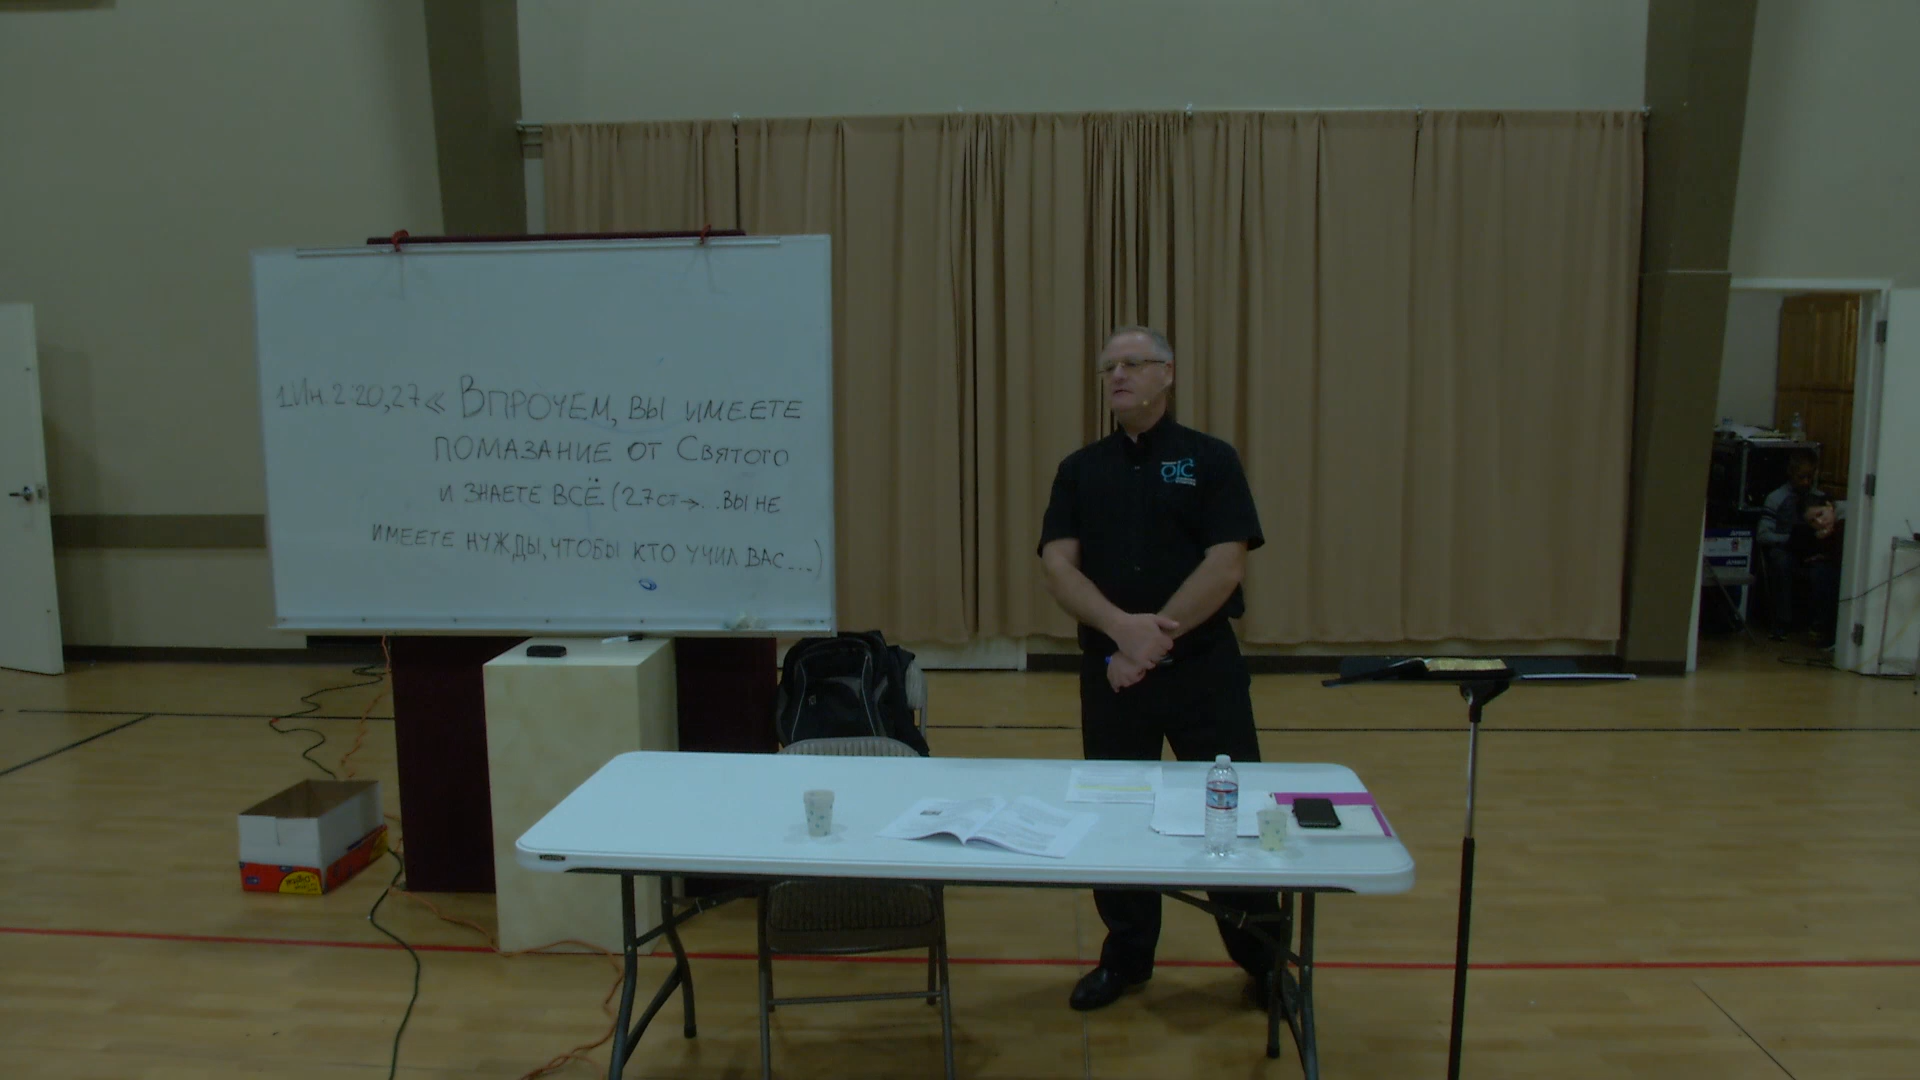 1Ин. 2:20,27 « Впрочем, вы имеете
помазание от Святого
и знаете всё. (27ст→...вы не
имеете нужды, чтобы кто учил вас...)
OIC